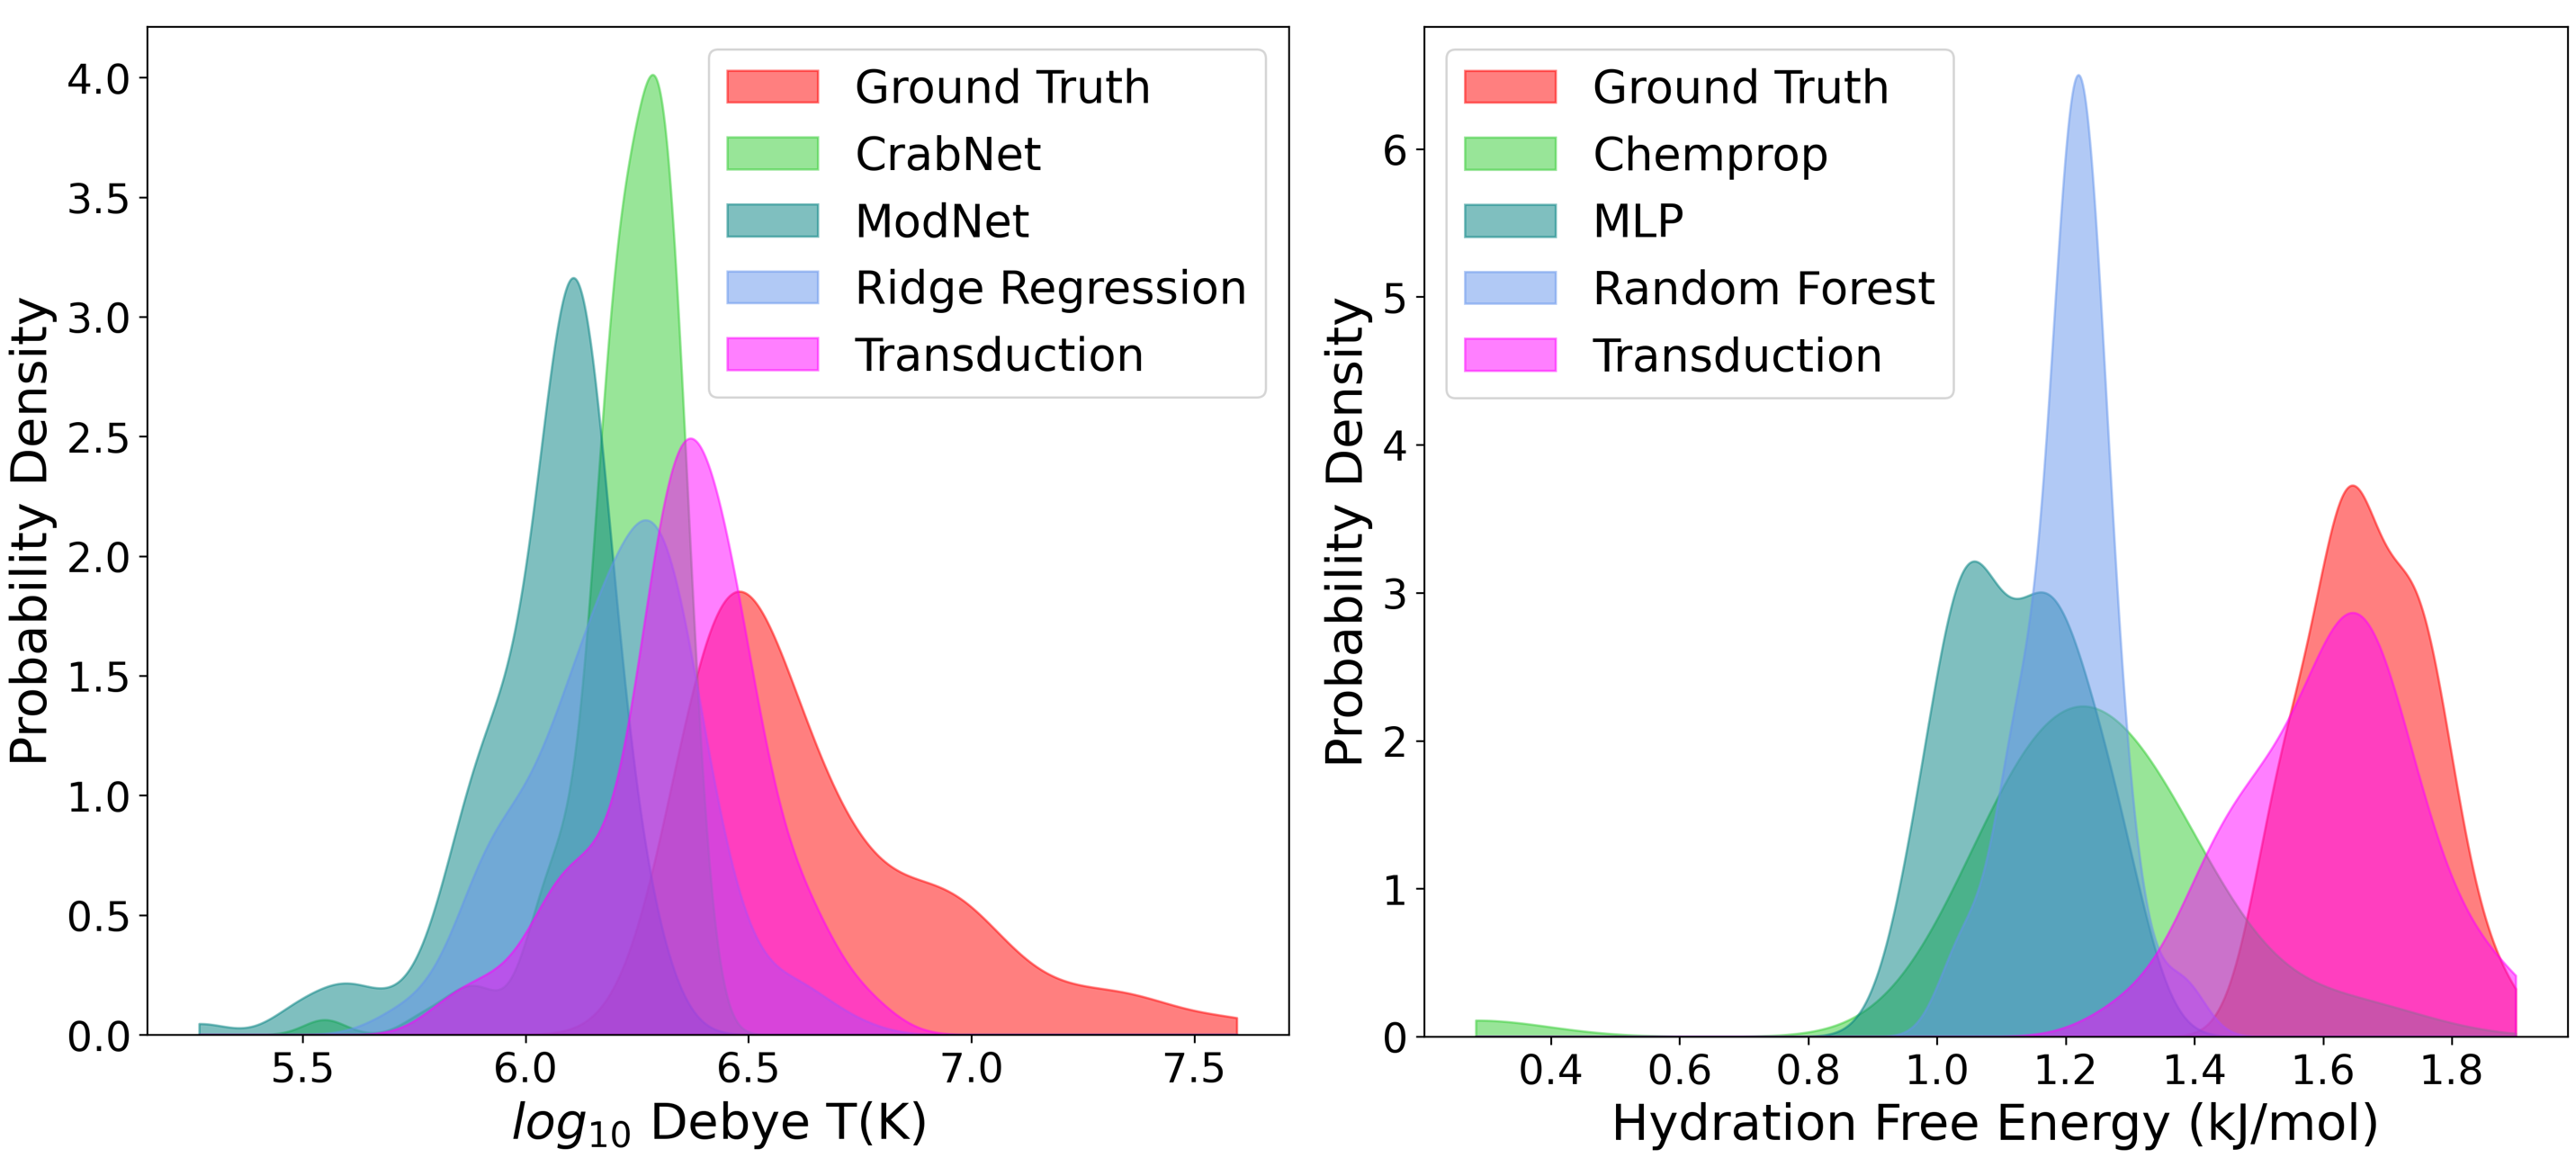 Probability Density
4.0
3.5
3.0
2.5
2.0
1.5
1.0
0.5
0.0
5.5 6.0 6.5 7.0 7.5
log10 Debye T(K)
Ground Truth
CrabNet
ModNet
Ridge Regression
Transduction
Probability Density
6
5
4
3
2
1
0
0.4 0.6 0.8 1.0 1.2 1.4 1.6 1.8
Hydration Free Energy (kJ/mol)
Ground Truth
Chemprop
MLP
Random Forest
Transduction